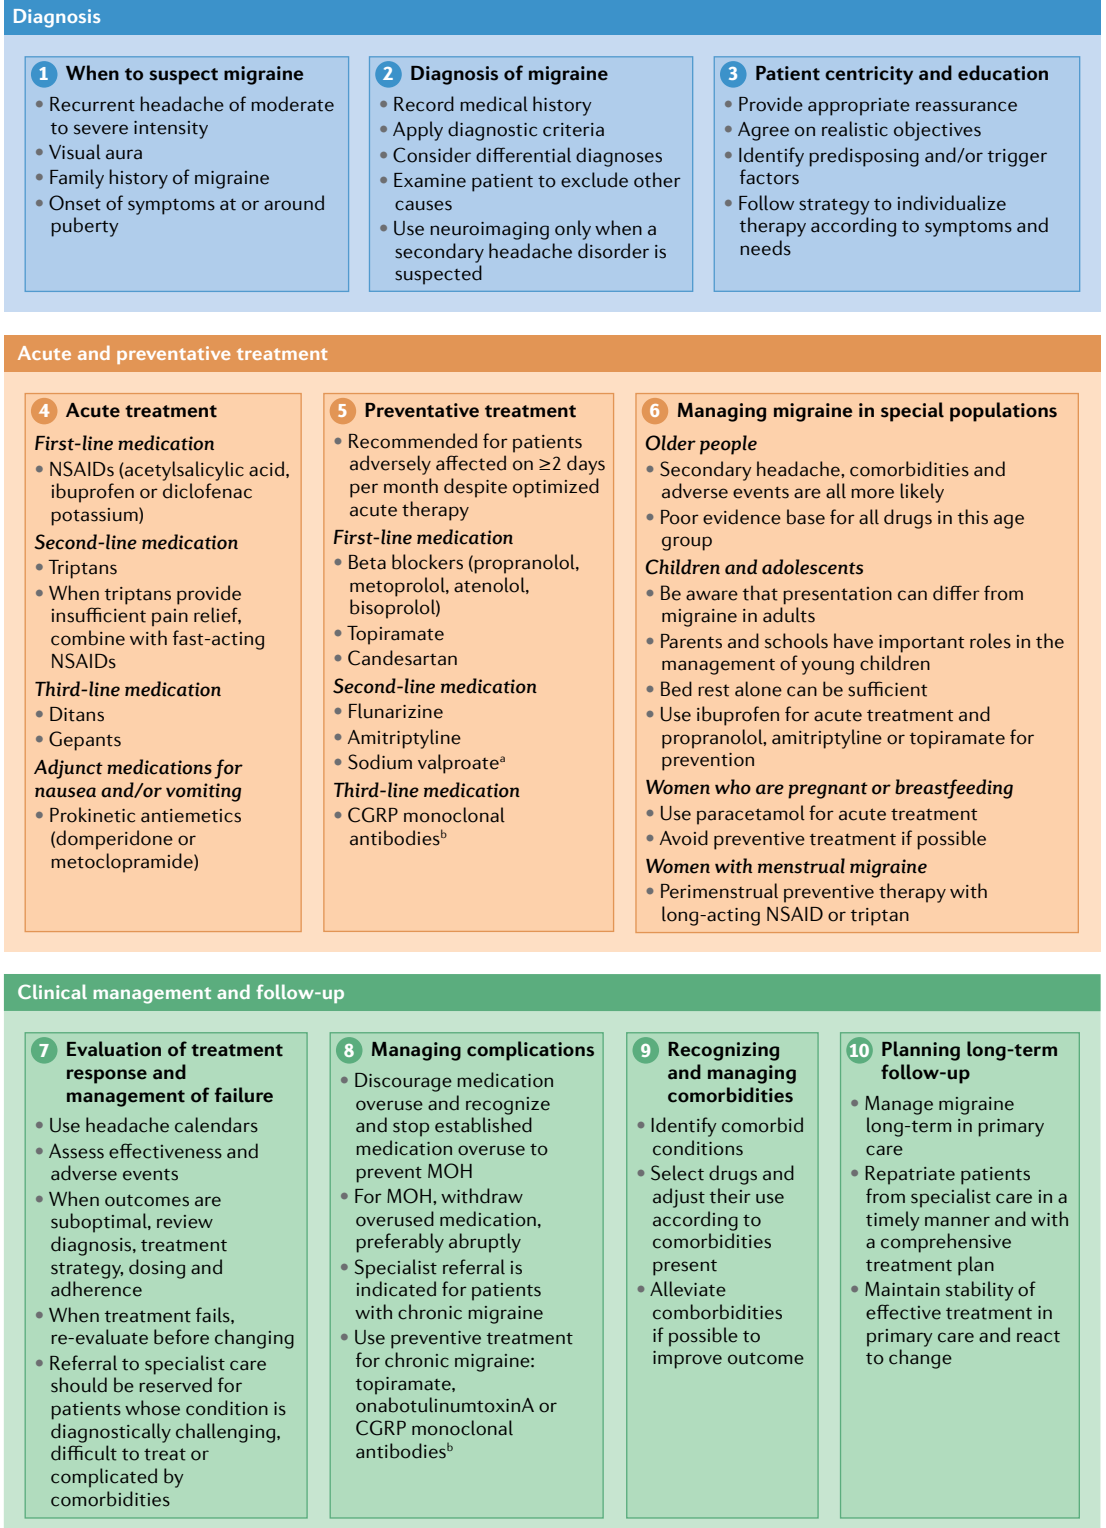 Diagnosis
1 When to suspect migraine
• Recurrent headache of moderate
to severe intensity
• Visual aura
• Family history of migraine
• Onset of symptoms at or around
puberty
2 Diagnosis of migraine
• Record medical history
• Apply diagnostic criteria
• Consider differential diagnoses
• Examine patient to exclude other
causes
• Use neuroimaging only when a
secondary headache disorder is
suspected
3 Patient centricity and education
• Provide appropriate reassurance
• Agree on realistic objectives
• Identify predisposing and/or trigger
factors
• Follow strategy to individualize
therapy according to symptoms and
needs
Acute and preventative treatment
4 Acute treatment
First-line medication
• NSAIDs (acetylsalicylic acid,
ibuprofen or diclofenac
potassium)
Second-line medication
• Triptans
• When triptans provide
insufficient pain relief,
combine with fast-acting
NSAIDs
Third-line medication
• Ditans
• Gepants
Adjunct medications for
nausea and/or vomiting
• Prokinetic antiemetics
(domperidone or
metoclopramide)
5 Preventative treatment
• Recommended for patients
adversely affected on ≥2 days
per month despite optimized
acute therapy
First-line medication
• Beta blockers (propranolol,
metoprolol, atenolol,
bisoprolol)
• Topiramate
• Candesartan
Second-line medication
• Flunarizine
• Amitriptyline
• Sodium valproateᵃ
Third-line medication
• CGRP monoclonal
antibodiesᵇ
6 Managing migraine in special populations
Older people
• Secondary headache, comorbidities and
adverse events are all more likely
• Poor evidence base for all drugs in this age
group
Children and adolescents
• Be aware that presentation can differ from
migraine in adults
• Parents and schools have important roles in the
management of young children
• Bed rest alone can be sufficient
• Use ibuprofen for acute treatment and
propranolol, amitriptyline or topiramate for
prevention
Women who are pregnant or breastfeeding
• Use paracetamol for acute treatment
• Avoid preventive treatment if possible
Women with menstrual migraine
• Perimenstrual preventive therapy with
long-acting NSAID or triptan
Clinical management and follow-up
7 Evaluation of treatment
response and
management of failure
• Use headache calendars
• Assess effectiveness and
adverse events
• When outcomes are
suboptimal, review
diagnosis, treatment
strategy, dosing and
adherence
• When treatment fails,
re-evaluate before changing
• Referral to specialist care
should be reserved for
patients whose condition is
diagnostically challenging,
difficult to treat or
complicated by
comorbidities
8 Managing complications
• Discourage medication
overuse and recognize
and stop established
medication overuse to
prevent MOH
• For MOH, withdraw
overused medication,
preferably abruptly
• Specialist referral is
indicated for patients
with chronic migraine
• Use preventive treatment
for chronic migraine:
topiramate,
onabotulinumtoxinA or
CGRP monoclonal
antibodiesᵇ
9 Recognizing
and managing
comorbidities
• Identify comorbid
conditions
• Select drugs and
adjust their use
according to
comorbidities
present
• Alleviate
comborbidities
if possible to
improve outcome
10 Planning long-term
follow-up
• Manage migraine
long-term in primary
care
• Repatriate patients
from specialist care in a
timely manner and with
a comprehensive
treatment plan
• Maintain stability of
effective treatment in
primary care and react
to change